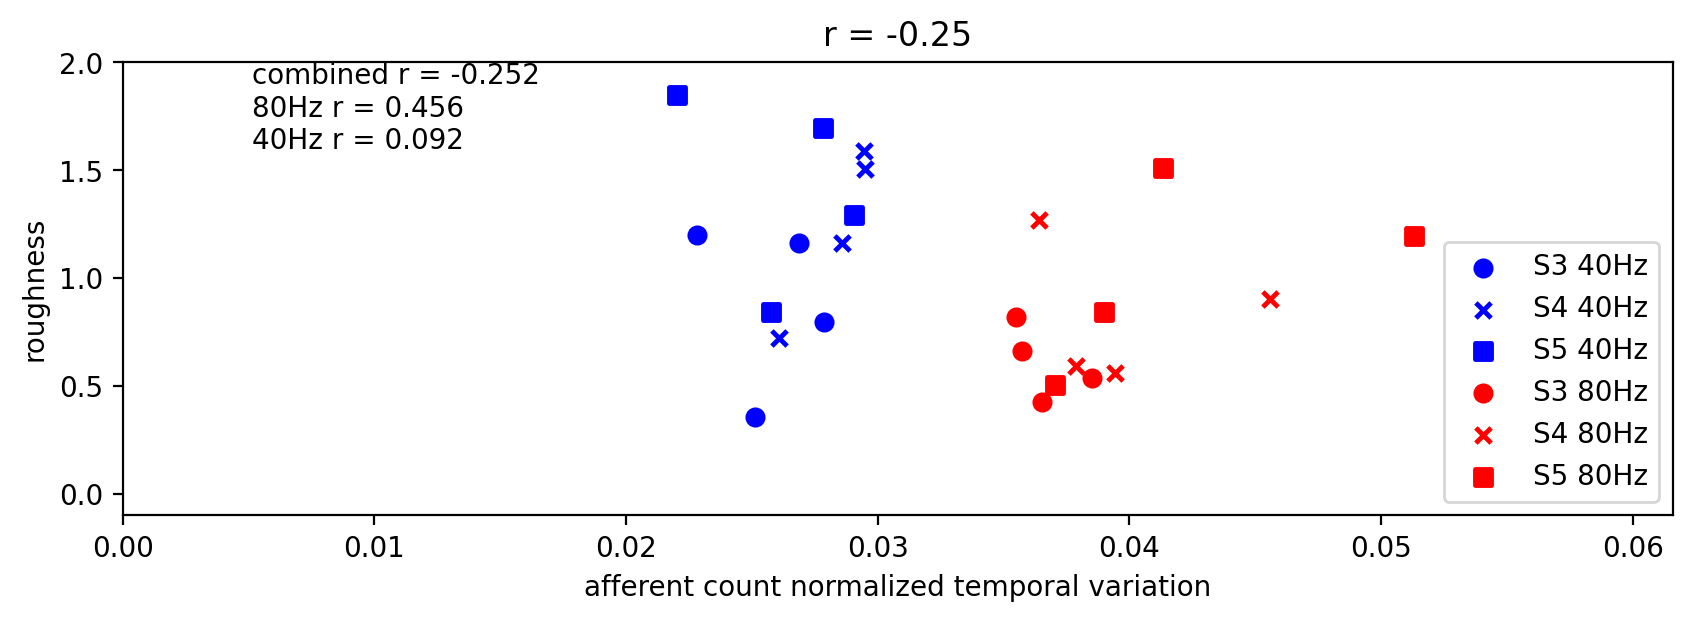 r = -0.25
combined r = -0.252
80Hz r = 0.456
40Hz r = 0.092
2.0
1.5
1.0
0.5
0.0
roughness
S3 40Hz
S4 40Hz
S5 40Hz
S3 80Hz
S4 80Hz
S5 80Hz
0.00 0.01 0.02 0.03 0.04 0.05 0.06
afferent count normalized temporal variation